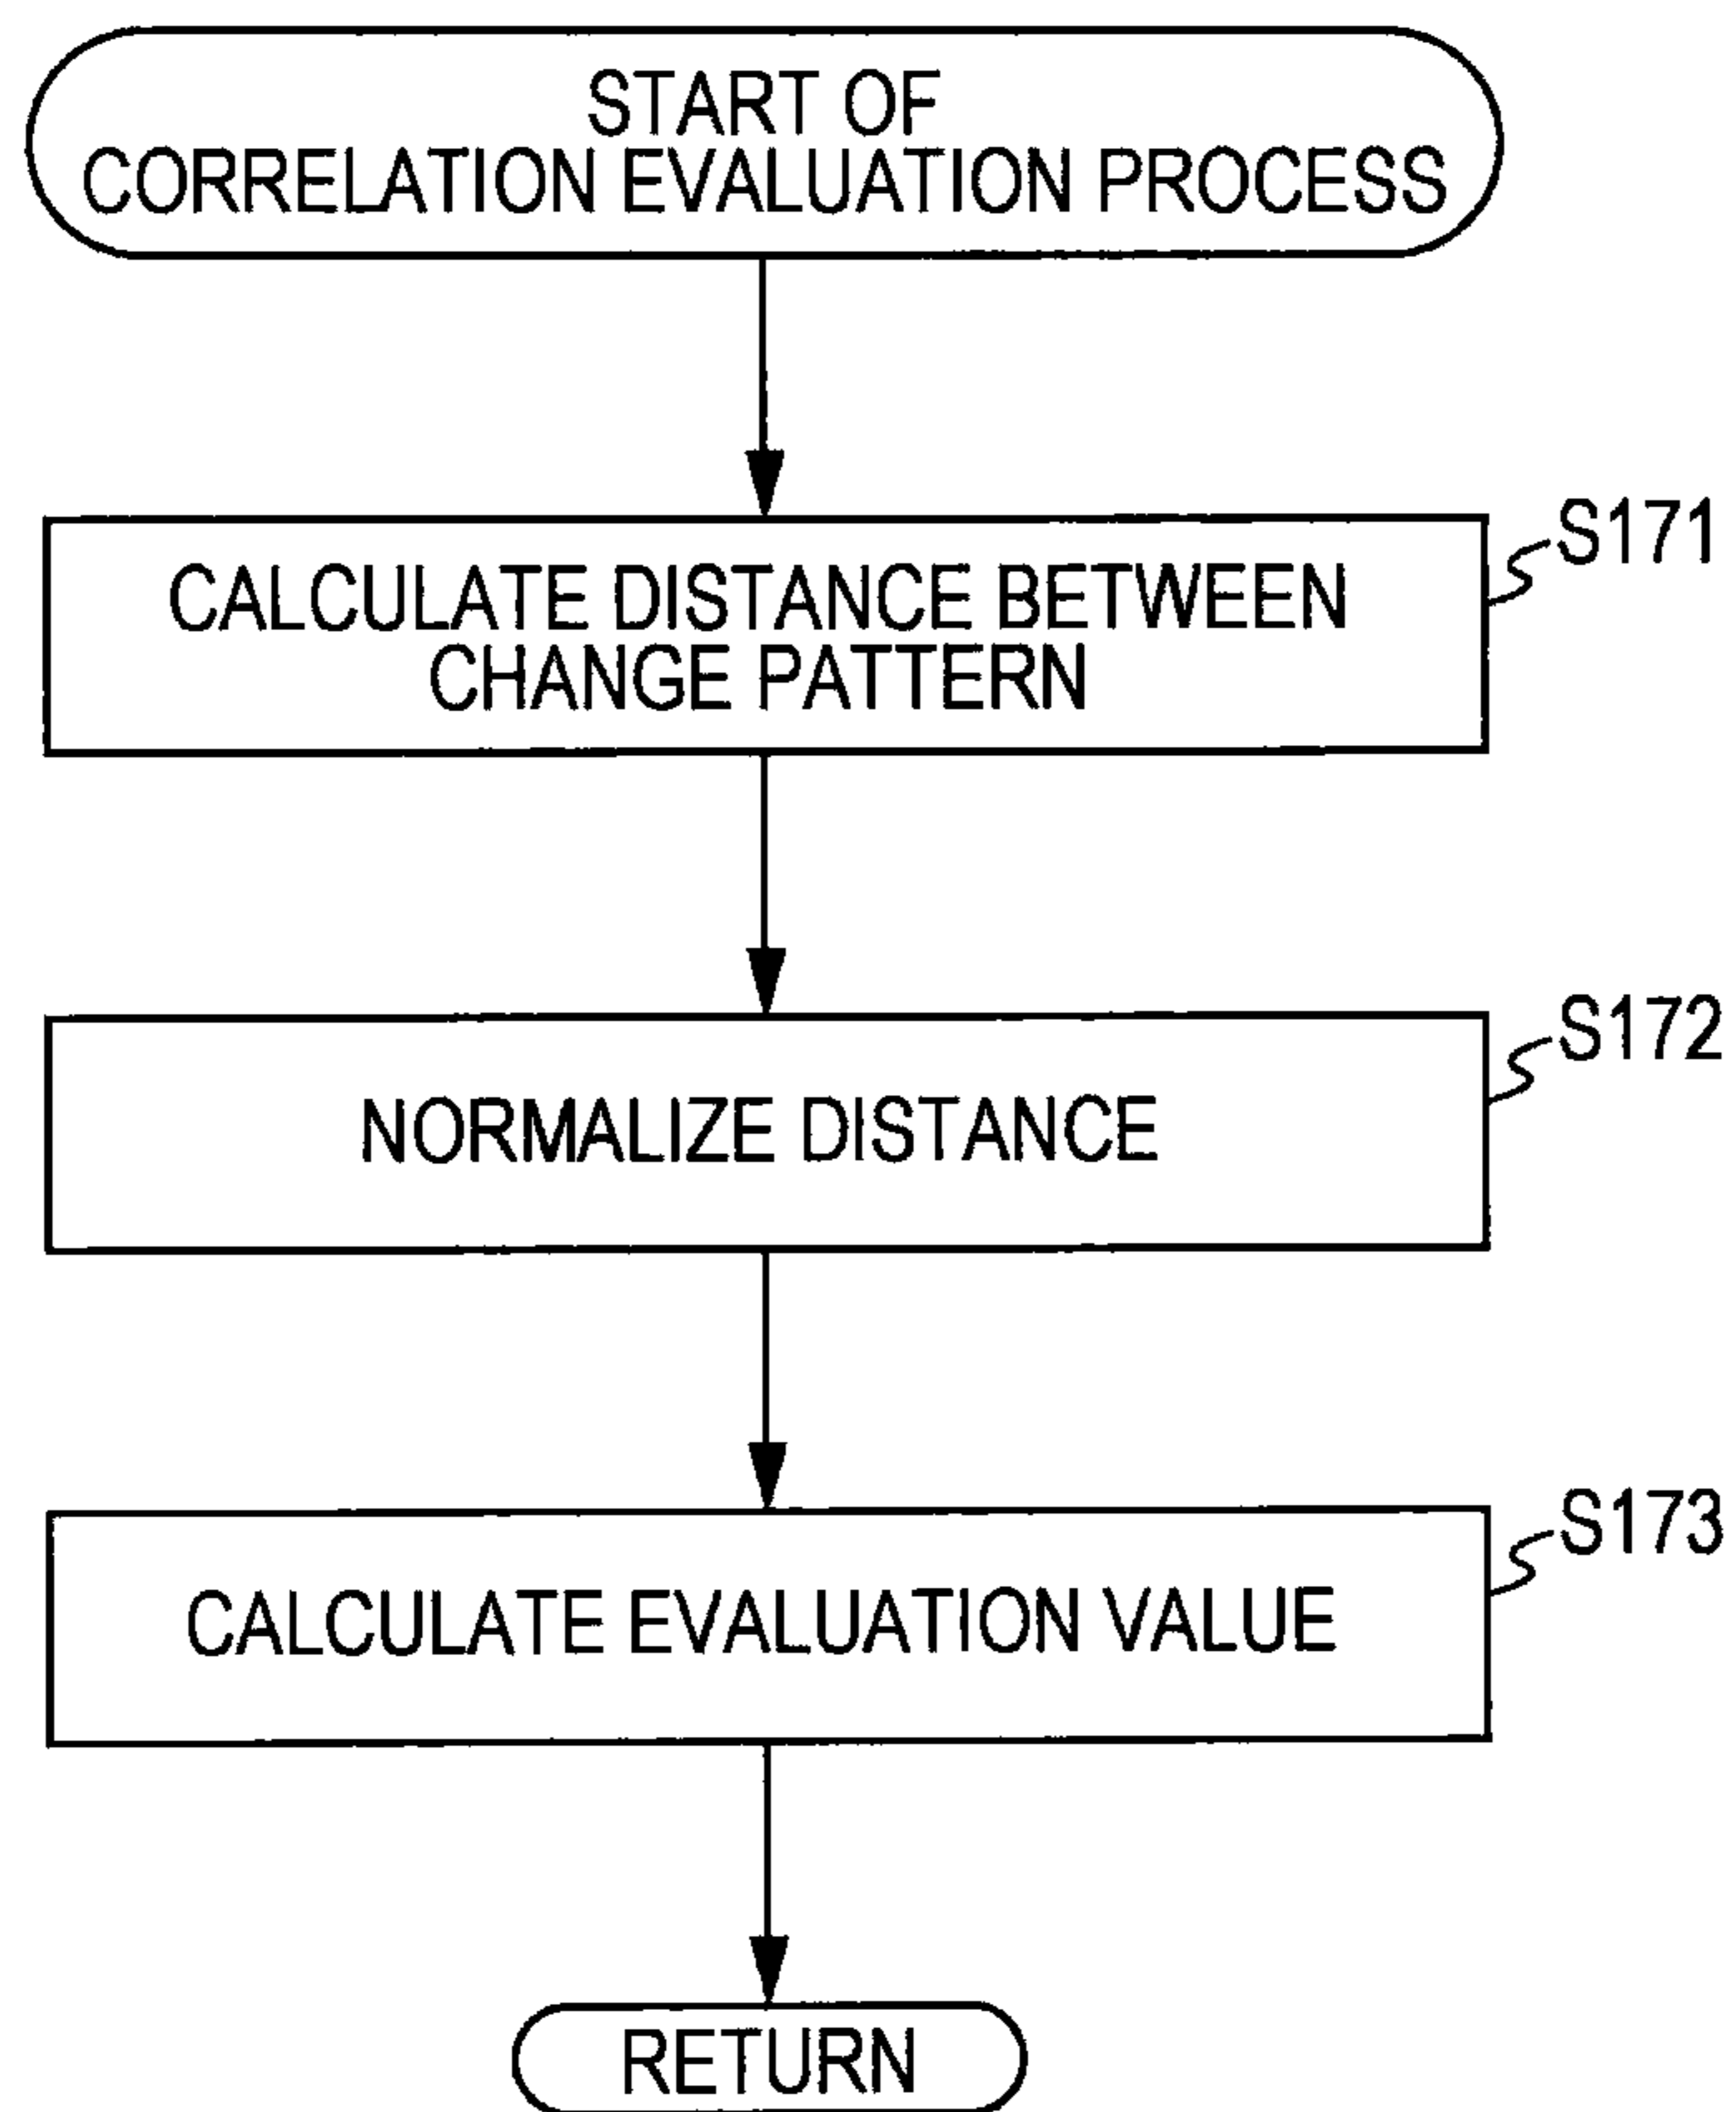 START OF
CORRELATION EVALUATION PROCESS
S171
CALCULATE DISTANCE BETWEEN
CHANGE PATTERN
S172
NORMALIZE DISTANCE
S173
CALCULATE EVALUATION VALUE
RETURN